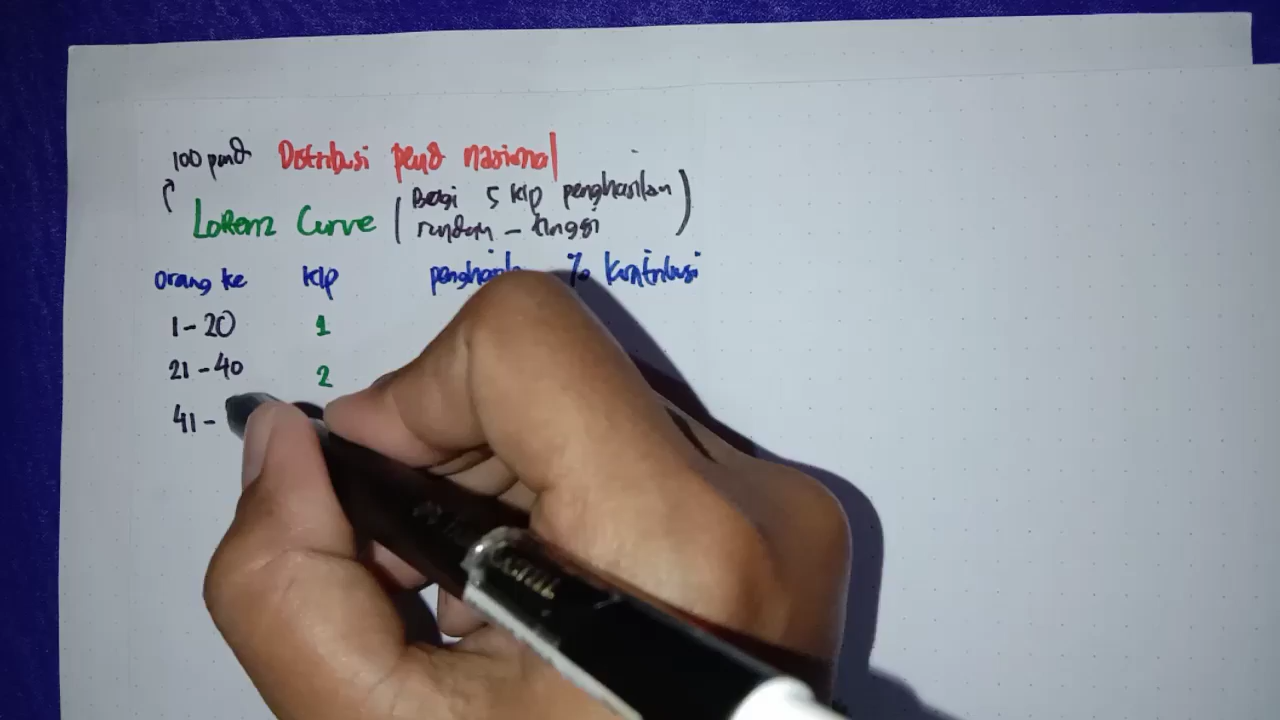 100 pend Distribusi pend nasional
Lorenz Curve ( Bagi 5 klp penghasilan
rendah - tinggi )
orang ke klp % kontribusi
1-20 1
21-40 2
41-